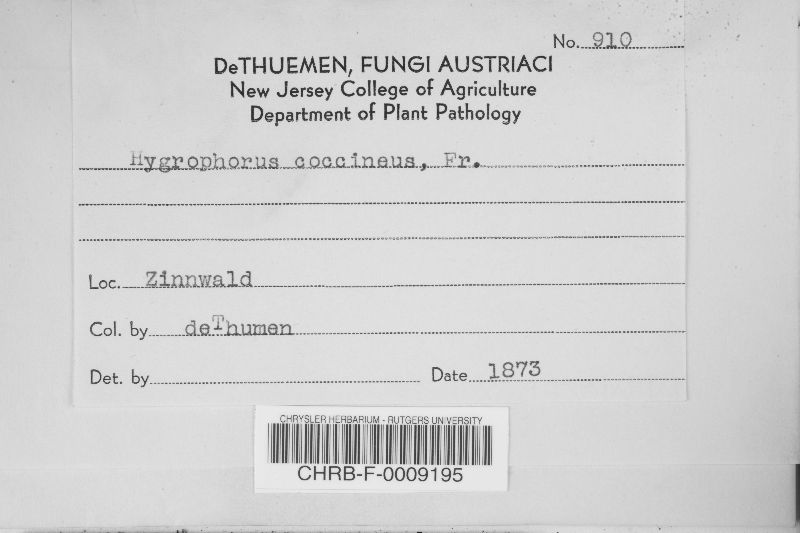 No. 910
DeTHUEMEN, FUNGI AUSTRIACI
New Jersey College of Agriculture
Department of Plant Pathology
Hygrophorus coccineus, Fr.
Loc. Zinnwald
Col. by deThumen
Det. by
Date 1873
CHRYSLER HERBARIUM - RUTGERS UNIVERSITY
CHRB-F-0009195